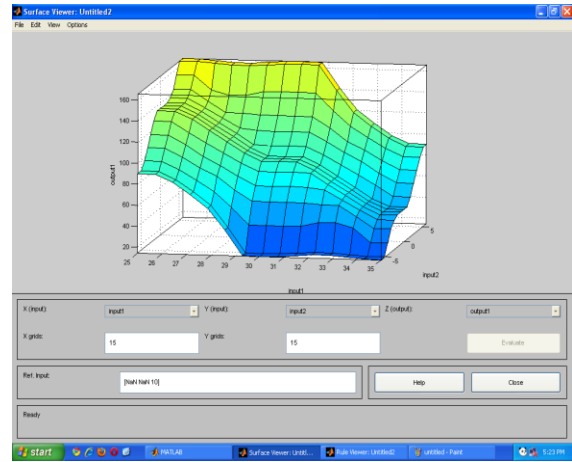 Surface Viewer: Untitled2
File Edit View Options
160
140
120
100
80
60
40
20
output1
25 26 27 28 29 30 31 32 33 34 35
input1
-5 0 5
input2
X (input): input1 Y (input): input2 Z (output): output1
X grids: 15 Y grids: 15 Evaluate
Ref. Input: [NaN NaN 10] Help Close
Ready
start MATLAB Surface Viewer: Untitl... Rule Viewer: Untitled2 untitled - Paint 5:23 PM